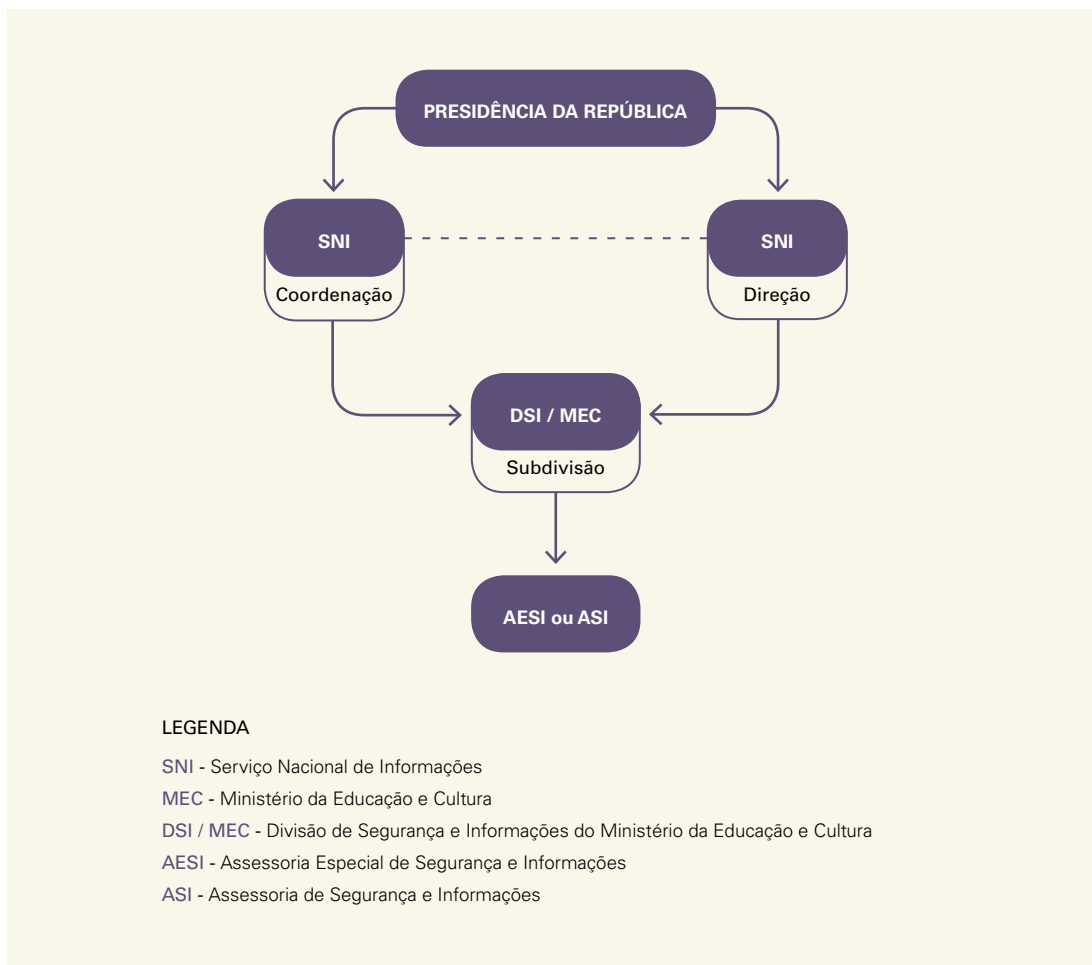 PRESIDÊNCIA DA REPÚBLICA
SNI
Coordenação
SNI
Direção
DSI / MEC
Subdivisão
AESI ou ASI
LEGENDA
SNI - Serviço Nacional de Informações
MEC - Ministério da Educação e Cultura
DSI / MEC - Divisão de Segurança e Informações do Ministério da Educação e Cultura
AESI - Assessoria Especial de Segurança e Informações
ASI - Assessoria de Segurança e Informações